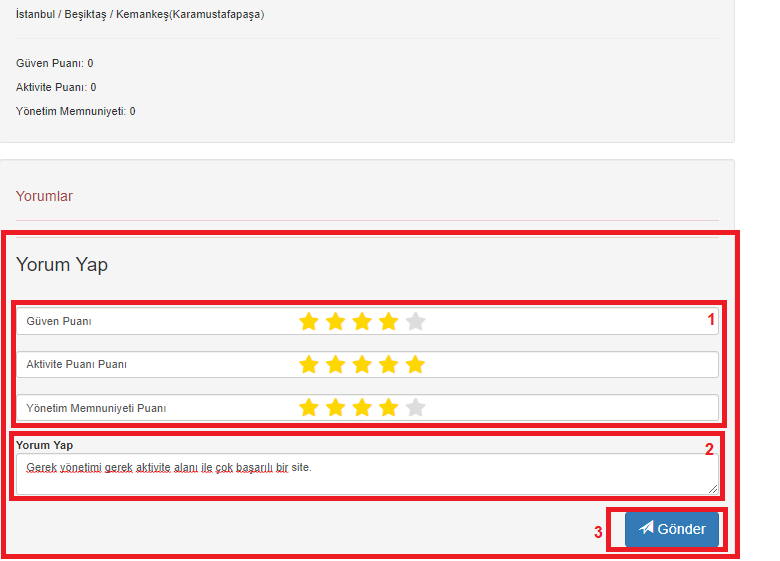 İstanbul / Beşiktaş / Kemankeş(Karamustafapaşa)
Güven Puanı: 0
Aktivite Puanı: 0
Yönetim Memnuniyeti: 0
Yorumlar
Yorum Yap
Güven Puanı
1
Aktivite Puanı Puanı
Yönetim Memnuniyeti Puanı
Yorum Yap
2
Gerek yönetimi gerek aktivite alanı ile çok başarılı bir site.
3
Gönder